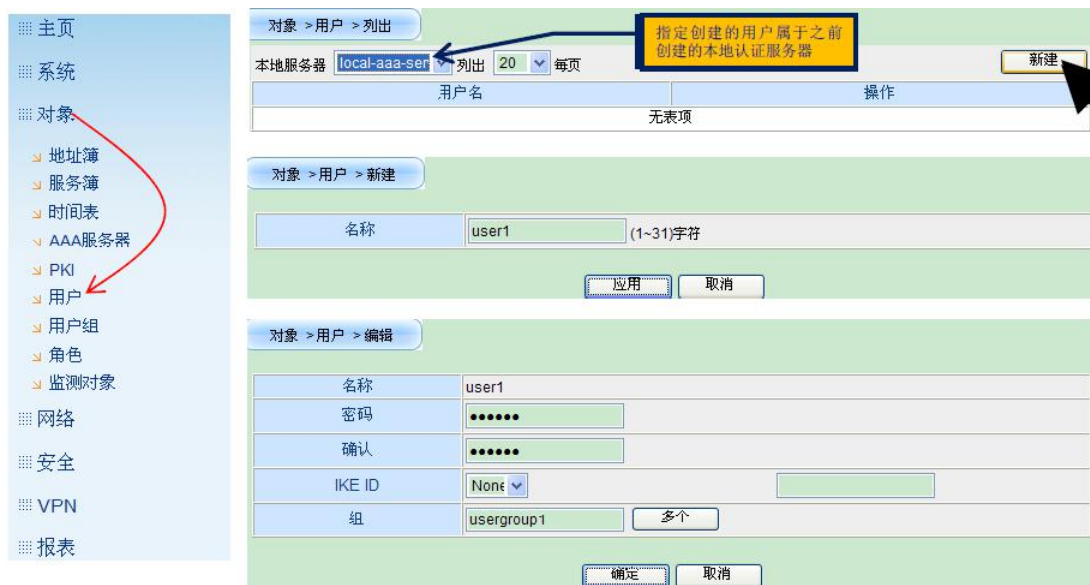 主页
系统
对象
地址簿
服务簿
时间表
AAA服务器
PKI
用户
用户组
角色
监测对象
网络
安全
VPN
报表
对象 >用户 >列出
指定创建的用户属于之前
创建的本地认证服务器
本地服务器 local-aaa-ser 列出 20 每页 新建
用户名 操作
无表项
对象 >用户 >新建
名称 user1 (1~31)字符
应用 取消
对象 >用户 >编辑
名称 user1
密码 ●●●●●●
确认 ●●●●●●
IKE ID None
组 usergroup1 多个
确定 取消